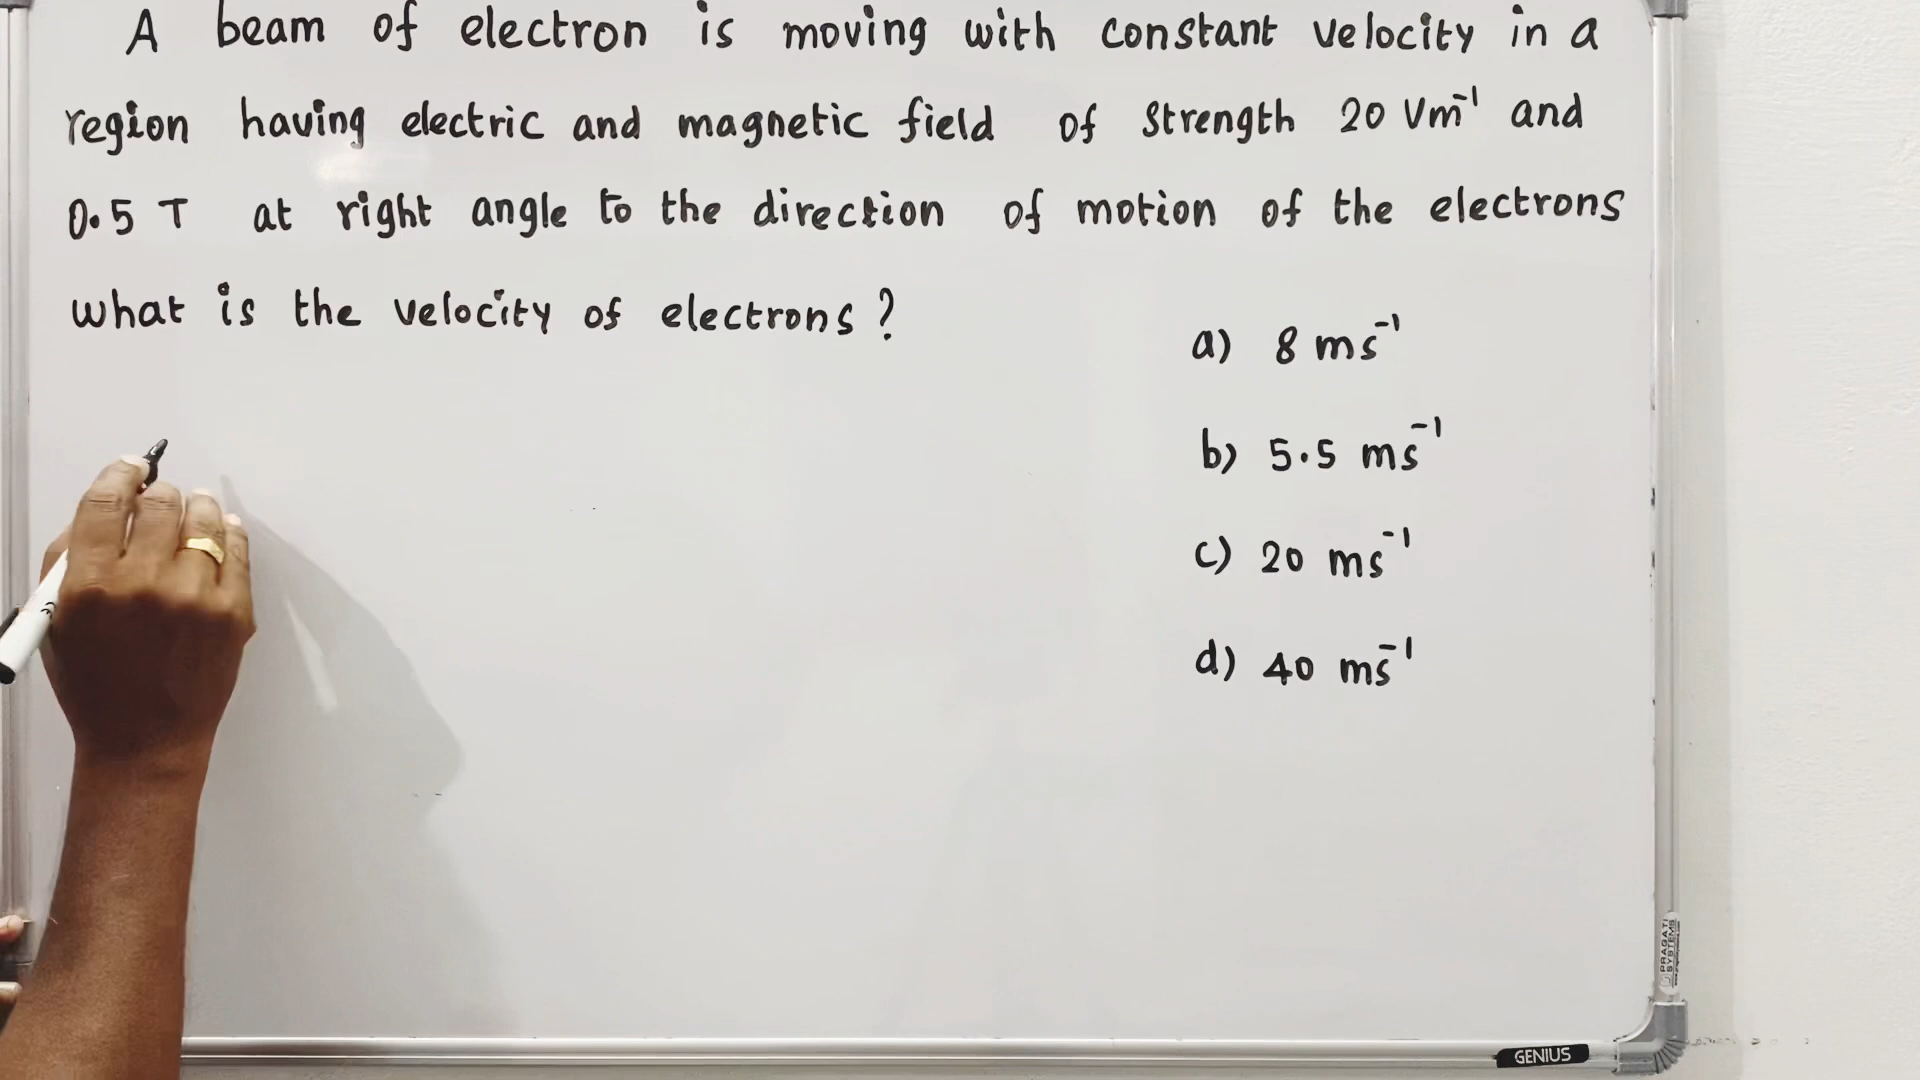 A beam of electron is moving with constant velocity in a
region having electric and magnetic field of strength 20 Vm⁻¹ and
0.5 T at right angle to the direction of motion of the electrons
what is the velocity of electrons?
a) 8 ms⁻¹
b) 5.5 ms⁻¹
c) 20 ms⁻¹
d) 40 ms⁻¹
PRAGATI
SYSTEMS
GENIUS